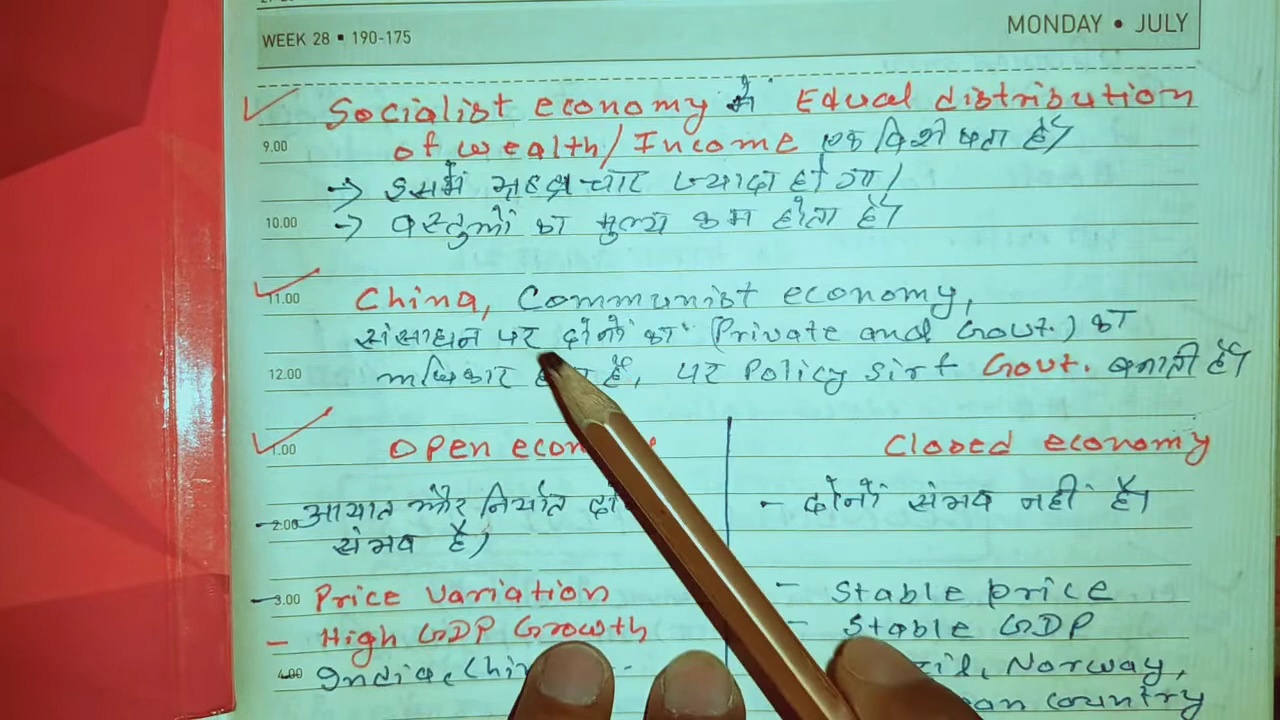 WEEK 28 • 190-175
MONDAY • JULY
Socialist economy में Equal distribution
9.00 of wealth/Income एक विशेषता है।
→ इसमें भ्रष्टाचार ज्यादा होगा।
10.00 → वस्तुओं का मुल्य कम होता है।
11.00 China, Communist economy,
संसाधन पर दोनों का (Private and Govt.) का
12.00 अधिकार है, पर Policy sirf Govt. बनाती है।
1.00 Open
Closed economy
2.00 आयात और निर्यात
संभव है।
- दोनों संभव नहीं है।
3.00 Price variation
- Stable price
- High GDP Growth
- Stable GDP
4.00 India,
Norway,
country